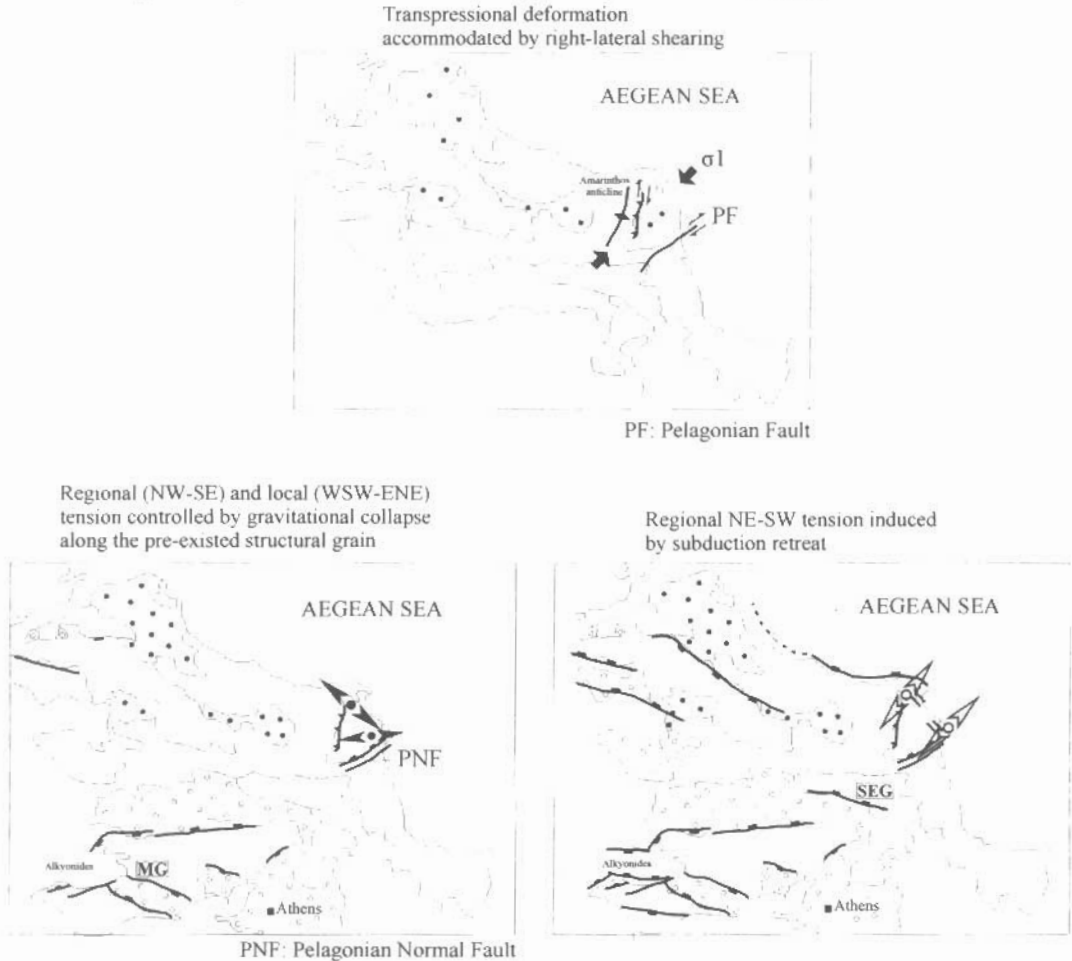 Transpressional deformation
accommodated by right-lateral shearing
AEGEAN SEA
σ1
Amarinthos
anticline
PF
PF: Pelagonian Fault
Regional (NW-SE) and local (WSW-ENE)
tension controlled by gravitational collapse
along the pre-existed structural grain
AEGEAN SEA
PNF
Alkyonides
MG
Athens
PNF: Pelagonian Normal Fault
Regional NE-SW tension induced
by subduction retreat
AEGEAN SEA
SEG
Alkyonides
Athens